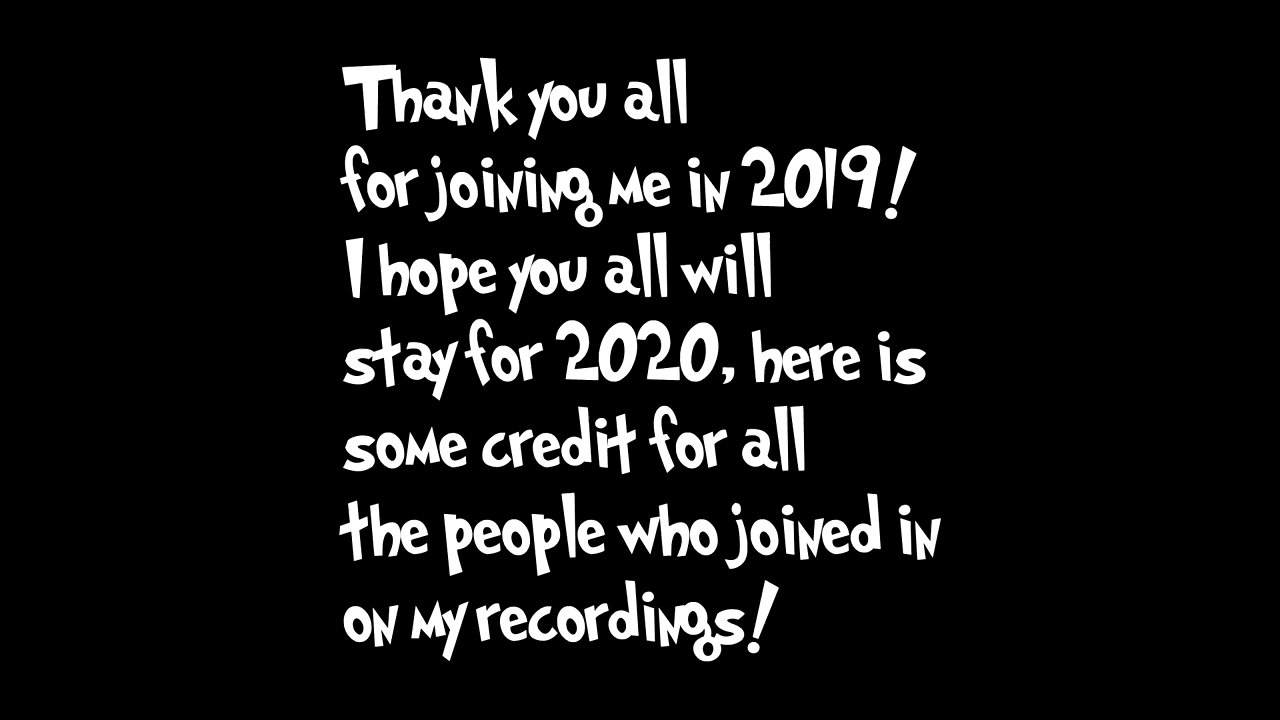 Thank you all
for joining me in 2019!
I hope you all will
stay for 2020, here is
some credit for all
the people who joined in
on my recordings!